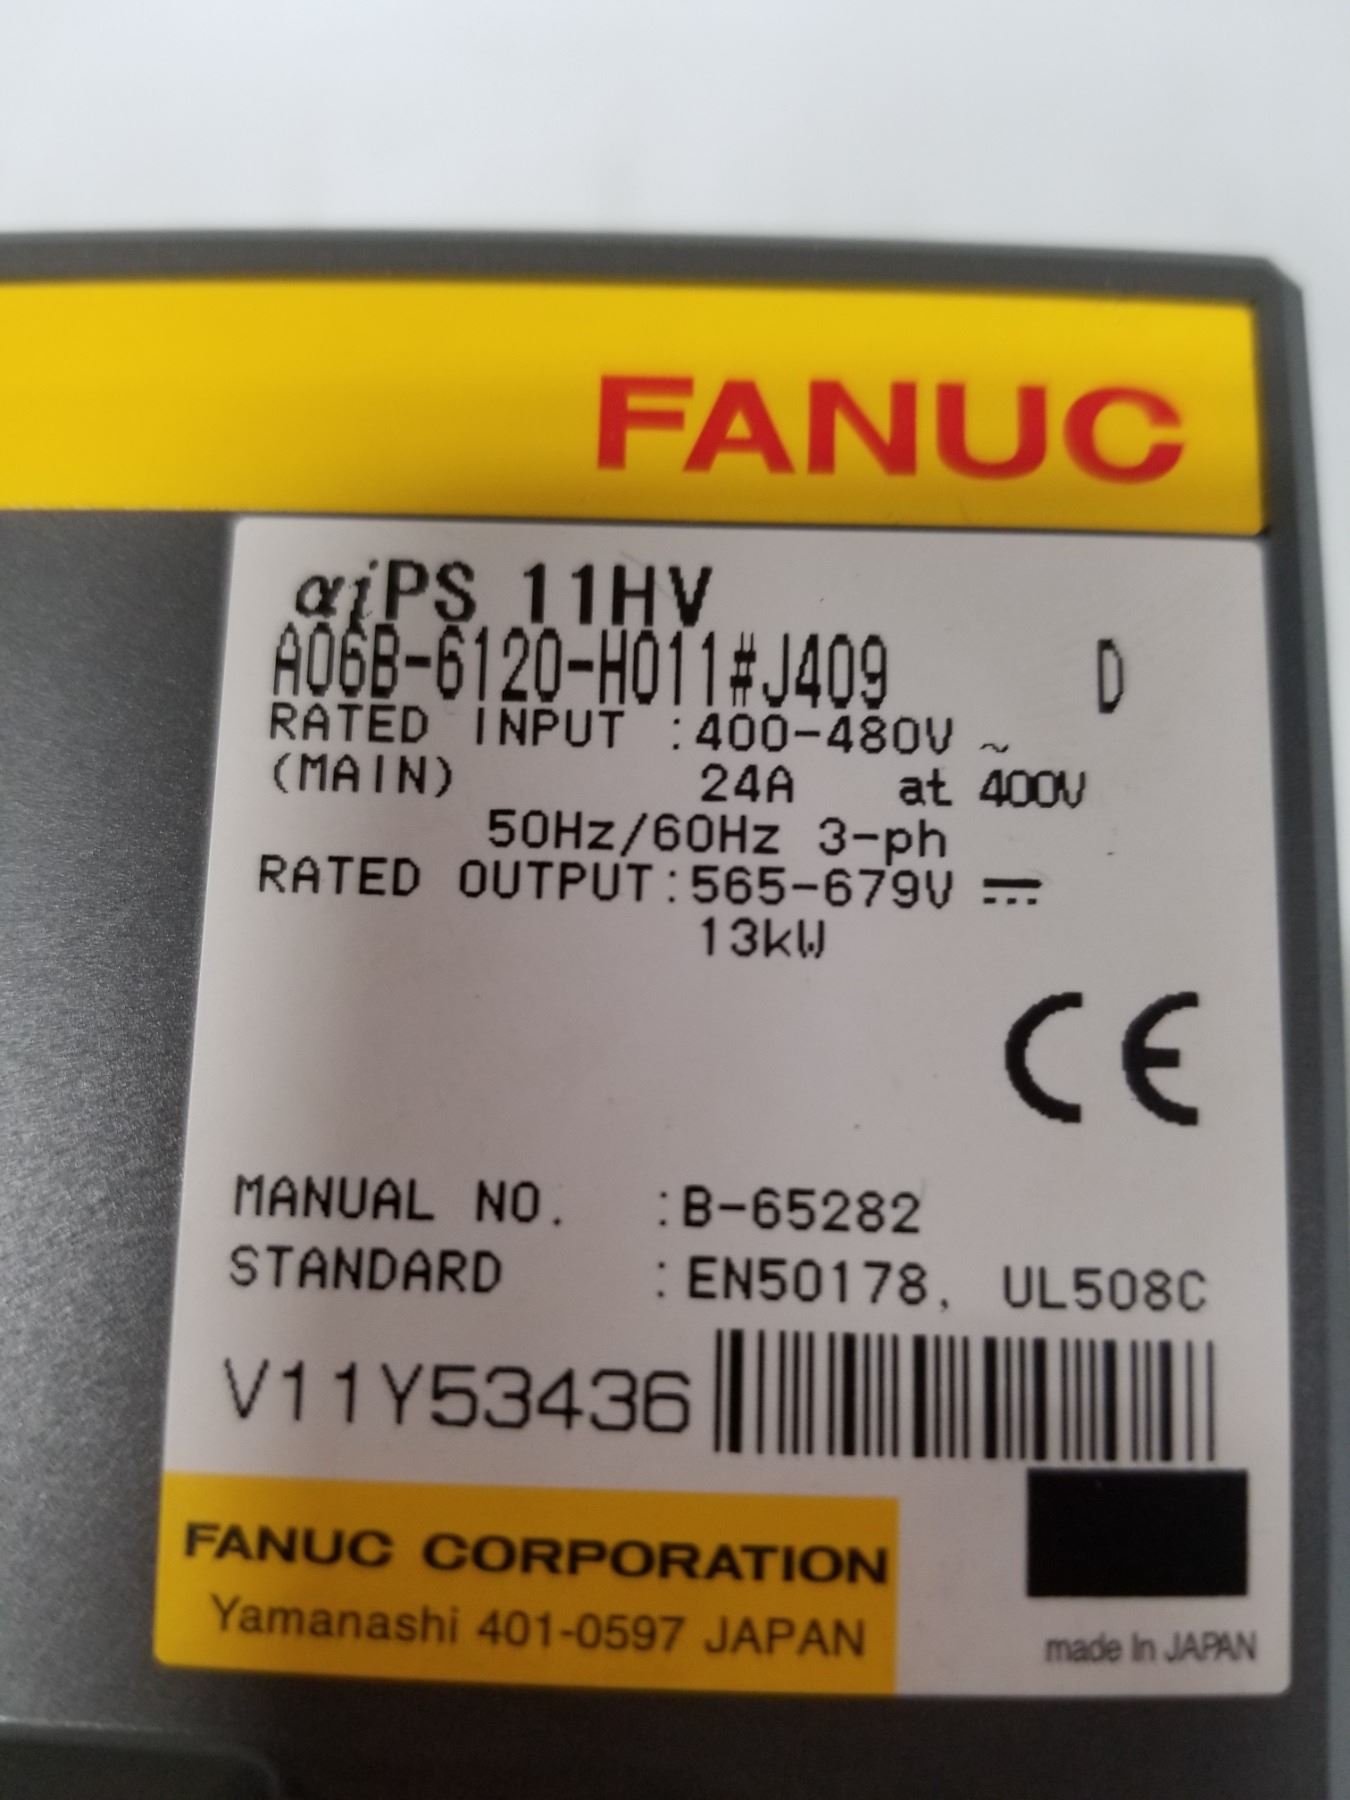 FANUC
αiPS 11HV
A06B-6120-H011#J409 D
RATED INPUT :400-480V ~
(MAIN) 24A at 400V
50Hz/60Hz 3-ph
RATED OUTPUT:565-679V ⎓
13kW
CE
MANUAL NO. :B-65282
STANDARD :EN50178, UL508C
V11Y53436
FANUC CORPORATION
Yamanashi 401-0597 JAPAN
made In JAPAN